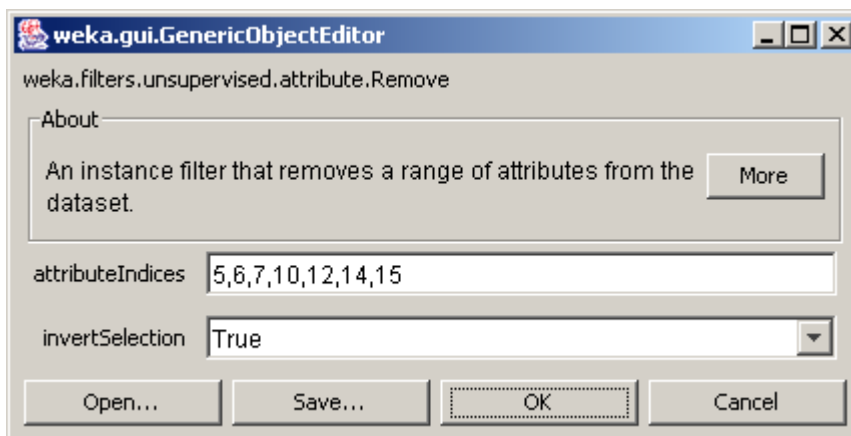 weka.gui.GenericObjectEditor
weka.filters.unsupervised.attribute.Remove
About
An instance filter that removes a range of attributes from the
dataset.
More
attributeIndices 5,6,7,10,12,14,15
invertSelection True
Open... Save... OK Cancel